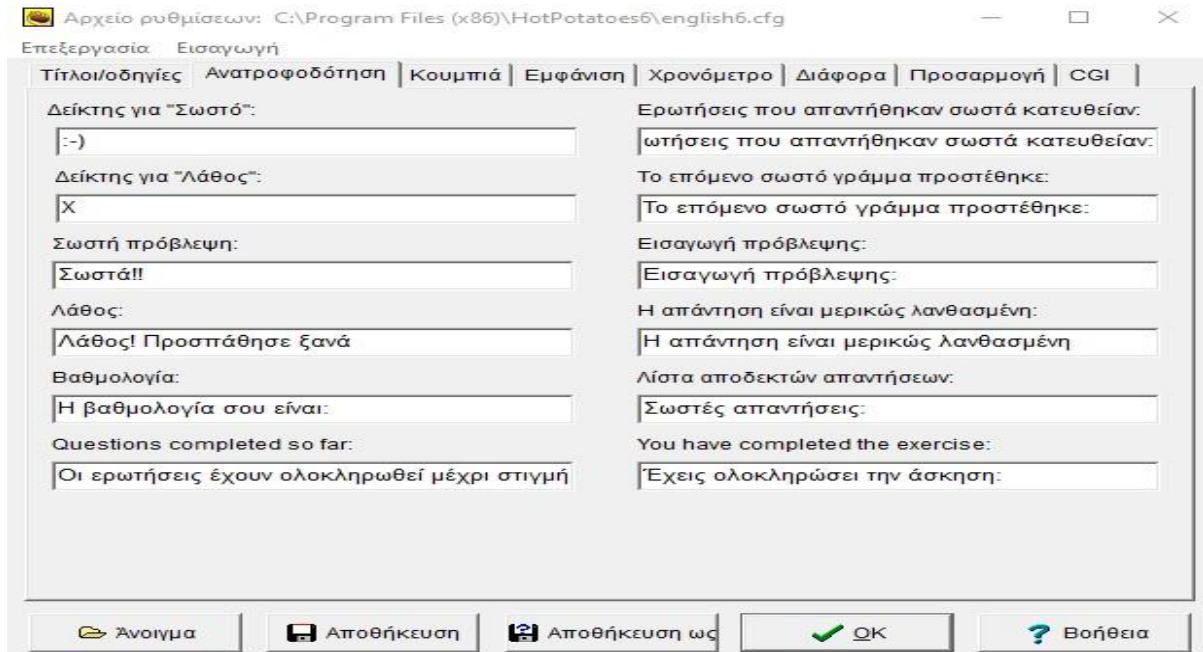 Αρχείο ρυθμίσεων: C:\Program Files (x86)\HotPotatoes6\english6.cfg
Επεξεργασία Εισαγωγή
Τίτλοι/οδηγίες Ανατροφοδότηση Κουμπιά Εμφάνιση Χρονόμετρο Διάφορα Προσαρμογή CGI
Δείκτης για "Σωστό":
:-)
Δείκτης για "Λάθος":
X
Σωστή πρόβλεψη:
Σωστά!!
Λάθος:
Λάθος! Προσπάθησε ξανά
Βαθμολογία:
Η βαθμολογία σου είναι:
Questions completed so far:
Οι ερωτήσεις έχουν ολοκληρωθεί μέχρι στιγμή
Ερωτήσεις που απαντήθηκαν σωστά κατευθείαν:
ωτήσεις που απαντήθηκαν σωστά κατευθείαν:
Το επόμενο σωστό γράμμα προστέθηκε:
Το επόμενο σωστό γράμμα προστέθηκε:
Εισαγωγή πρόβλεψης:
Εισαγωγή πρόβλεψης:
Η απάντηση είναι μερικώς λανθασμένη:
Η απάντηση είναι μερικώς λανθασμένη
Λίστα αποδεκτών απαντήσεων:
Σωστές απαντήσεις:
You have completed the exercise:
Έχεις ολοκληρώσει την άσκηση:
Άνοιγμα Αποθήκευση Αποθήκευση ως OK Βοήθεια